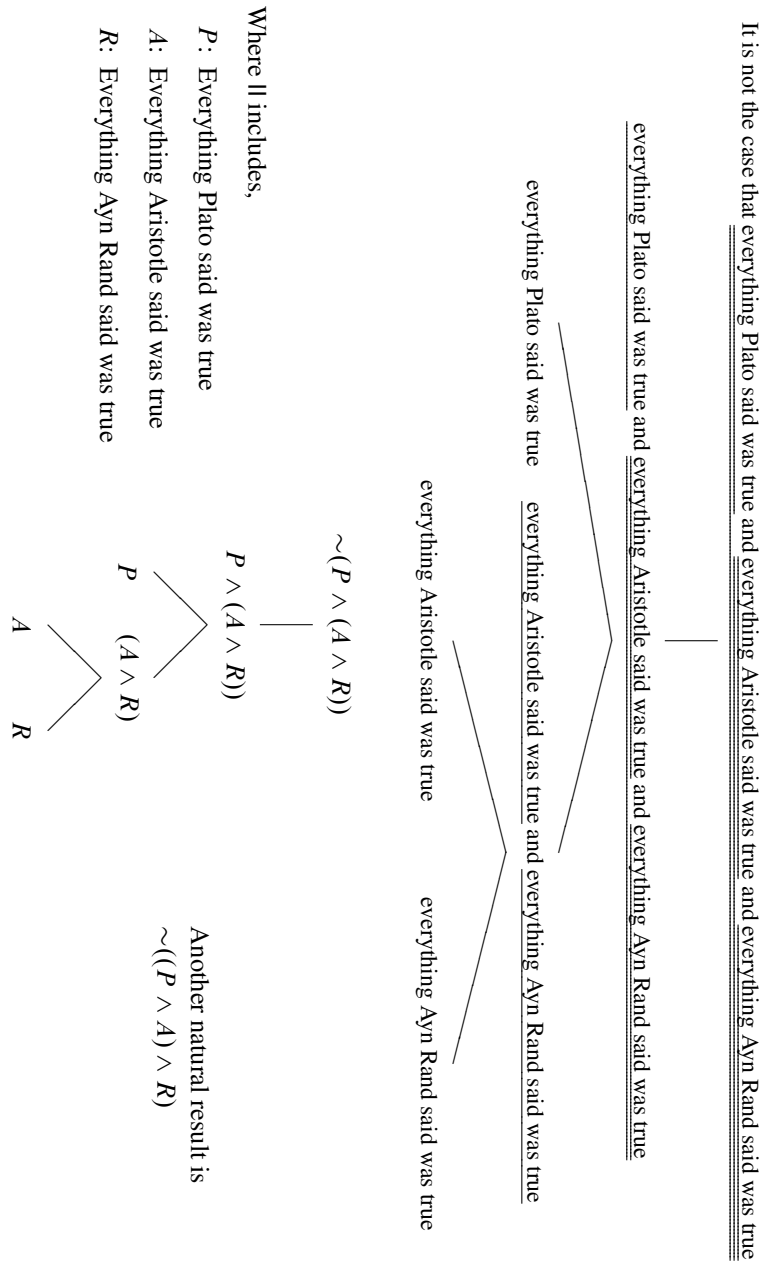 It is not the case that everything Plato said was true and everything Aristotle said was true and everything Ayn Rand said was true
everything Plato said was true and everything Aristotle said was true and everything Ayn Rand said was true
everything Plato said was true everything Aristotle said was true and everything Ayn Rand said was true
everything Aristotle said was true everything Ayn Rand said was true
∼(P ∧ (A ∧ R))
P ∧ (A ∧ R))
P (A ∧ R)
A R
Another natural result is
∼((P ∧ A) ∧ R)
Where II includes,
P: Everything Plato said was true
A: Everything Aristotle said was true
R: Everything Ayn Rand said was true